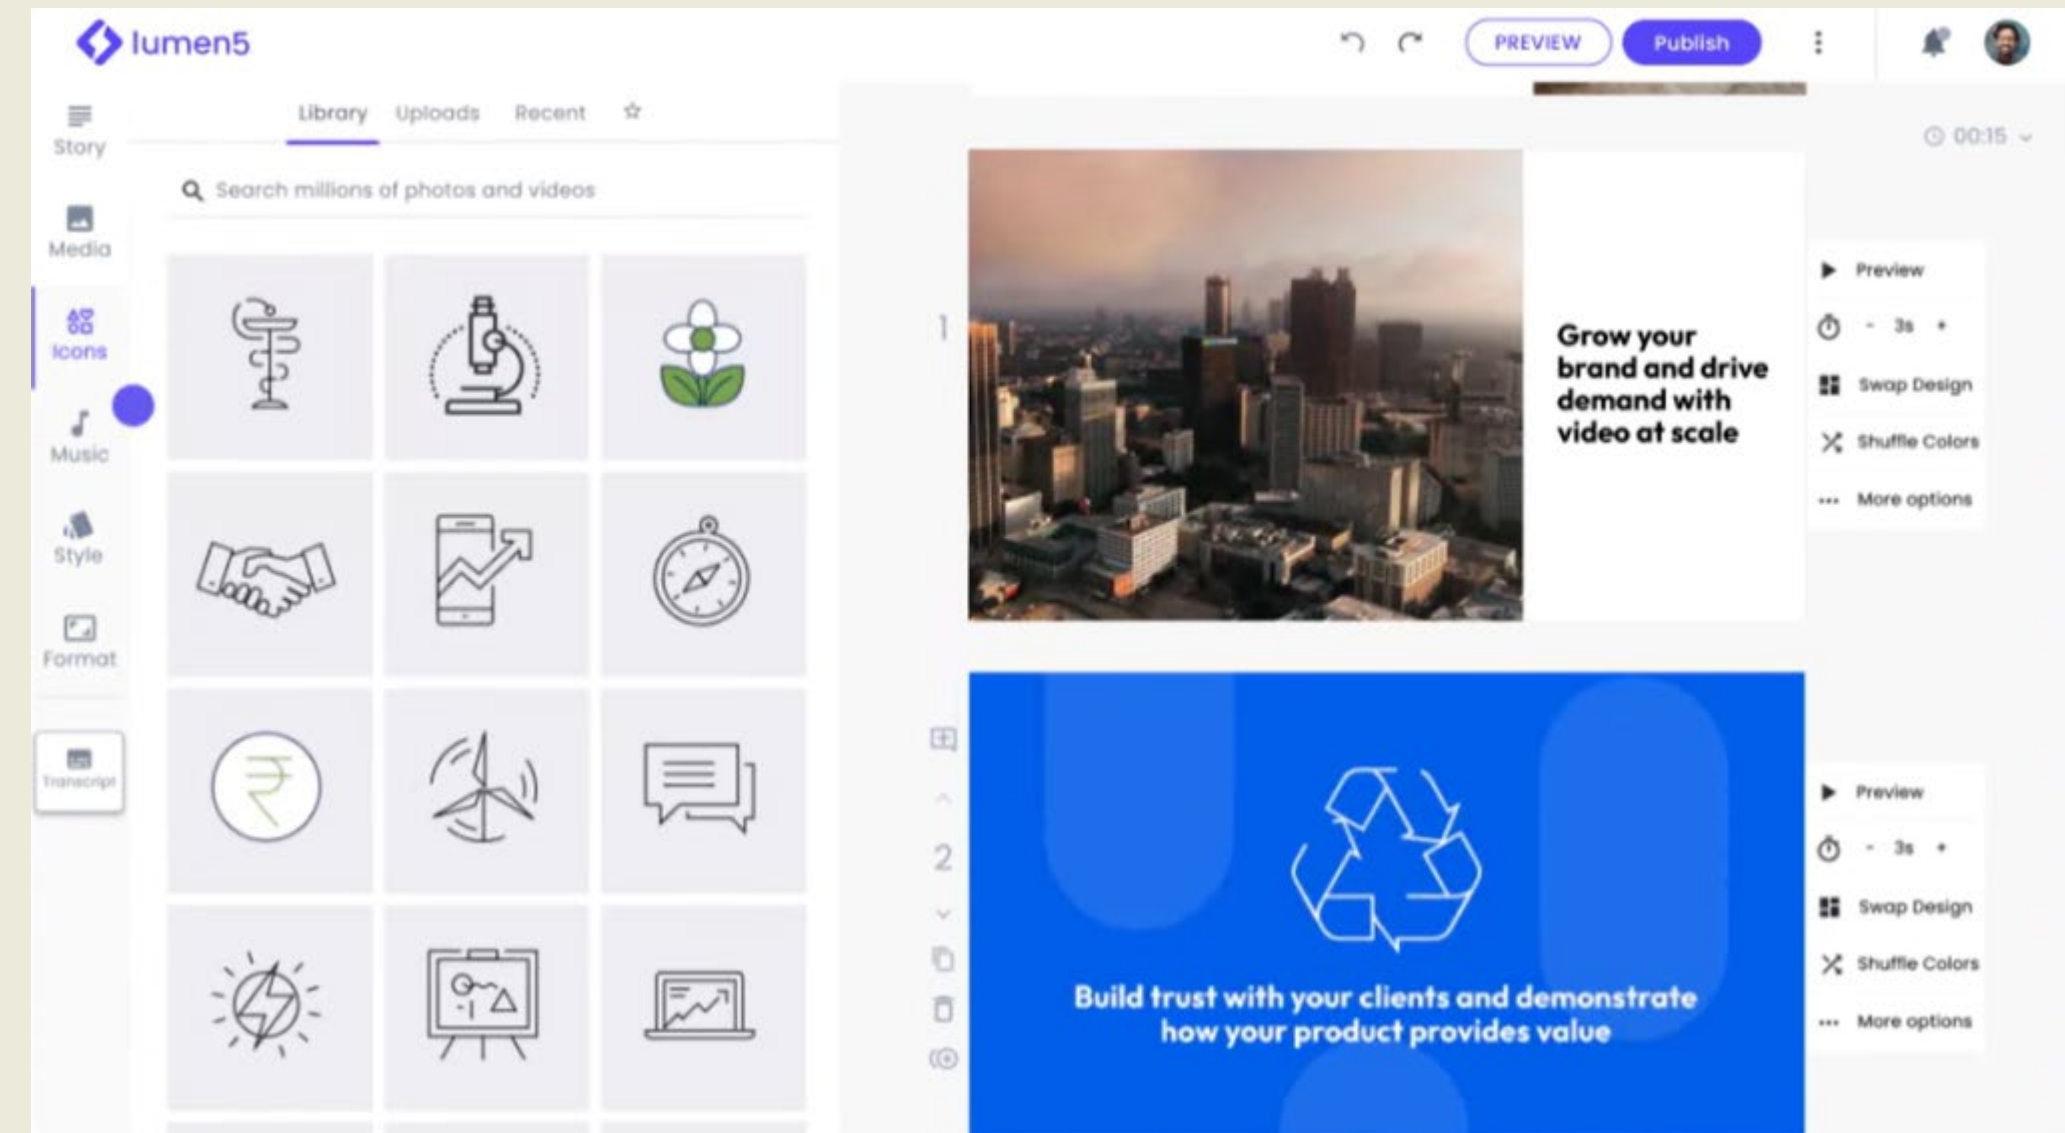 lumen5
PREVIEW
Publish
Story
Media
Icons
Music
Style
Format
Transcript
Library
Uploads
Recent
Search millions of photos and videos
₹
00:15
1
Grow your
brand and drive
demand with
video at scale
Preview
- 3s +
Swap Design
Shuffle Colors
More options
2
Build trust with your clients and demonstrate
how your product provides value
Preview
- 3s +
Swap Design
Shuffle Colors
More options